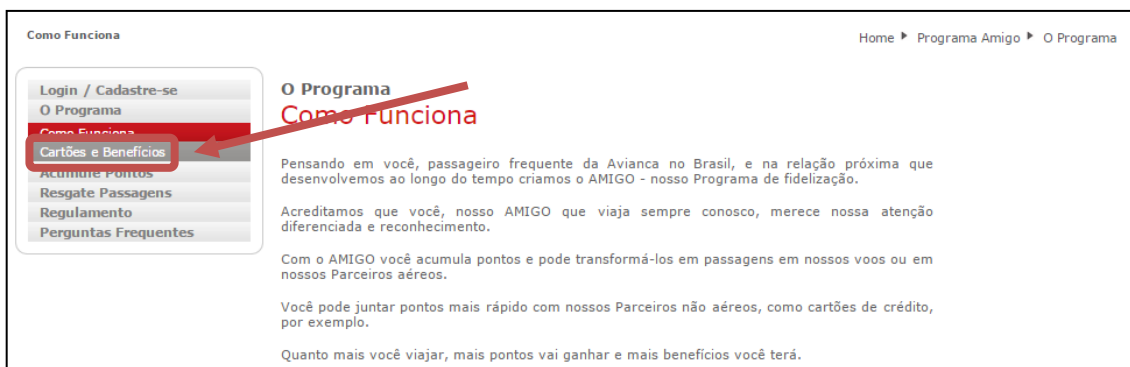 Como Funciona
Home ▶ Programa Amigo ▶ O Programa
Login / Cadastre-se
O Programa
Como Funciona
Cartões e Benefícios
Acumule Pontos
Resgate Passagens
Regulamento
Perguntas Frequentes
O Programa
Como Funciona
Pensando em você, passageiro frequente da Avianca no Brasil, e na relação próxima que
desenvolvemos ao longo do tempo criamos o AMIGO - nosso Programa de fidelização.
Acreditamos que você, nosso AMIGO que viaja sempre conosco, merece nossa atenção
diferenciada e reconhecimento.
Com o AMIGO você acumula pontos e pode transformá-los em passagens em nossos voos ou em
nossos Parceiros aéreos.
Você pode juntar pontos mais rápido com nossos Parceiros não aéreos, como cartões de crédito,
por exemplo.
Quanto mais você viajar, mais pontos vai ganhar e mais benefícios você terá.